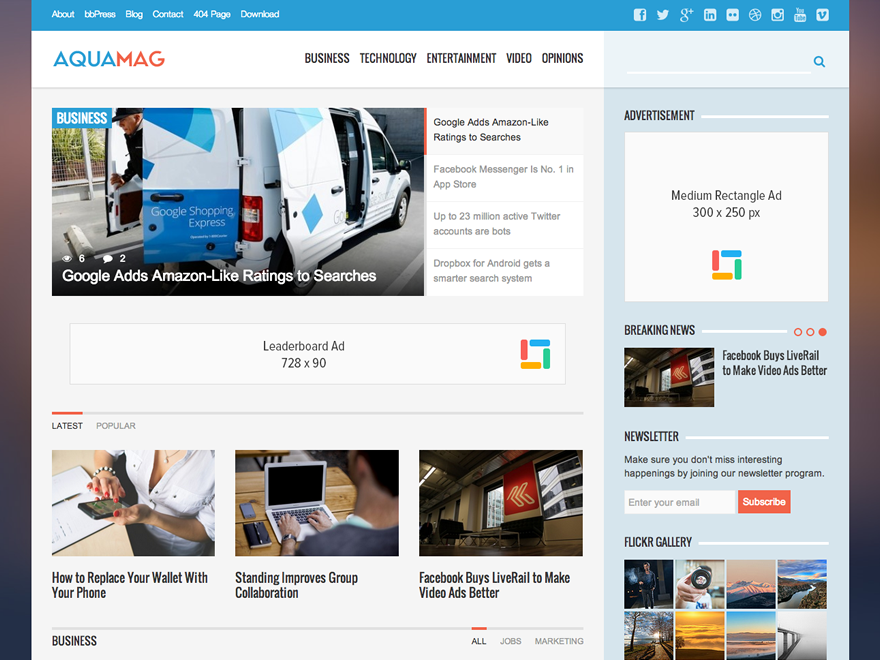 About bbPress Blog Contact 404 Page Download
AQUAMAG
BUSINESS TECHNOLOGY ENTERTAINMENT VIDEO OPINIONS
BUSINESS
Google Shopping
Express
6 2
Google Adds Amazon-Like Ratings to Searches
Google Adds Amazon-Like
Ratings to Searches
Facebook Messenger Is No. 1 in
App Store
Up to 23 million active Twitter
accounts are bots
Dropbox for Android gets a
smarter search system
Leaderboard Ad
728 x 90
LATEST POPULAR
How to Replace Your Wallet With
Your Phone
Standing Improves Group
Collaboration
Facebook Buys LiveRail to Make
Video Ads Better
BUSINESS
ALL JOBS MARKETING
ADVERTISEMENT
Medium Rectangle Ad
300 x 250 px
BREAKING NEWS
Facebook Buys LiveRail
to Make Video Ads Better
NEWSLETTER
Make sure you don't miss interesting
happenings by joining our newsletter program.
Enter your email Subscribe
FLICKR GALLERY